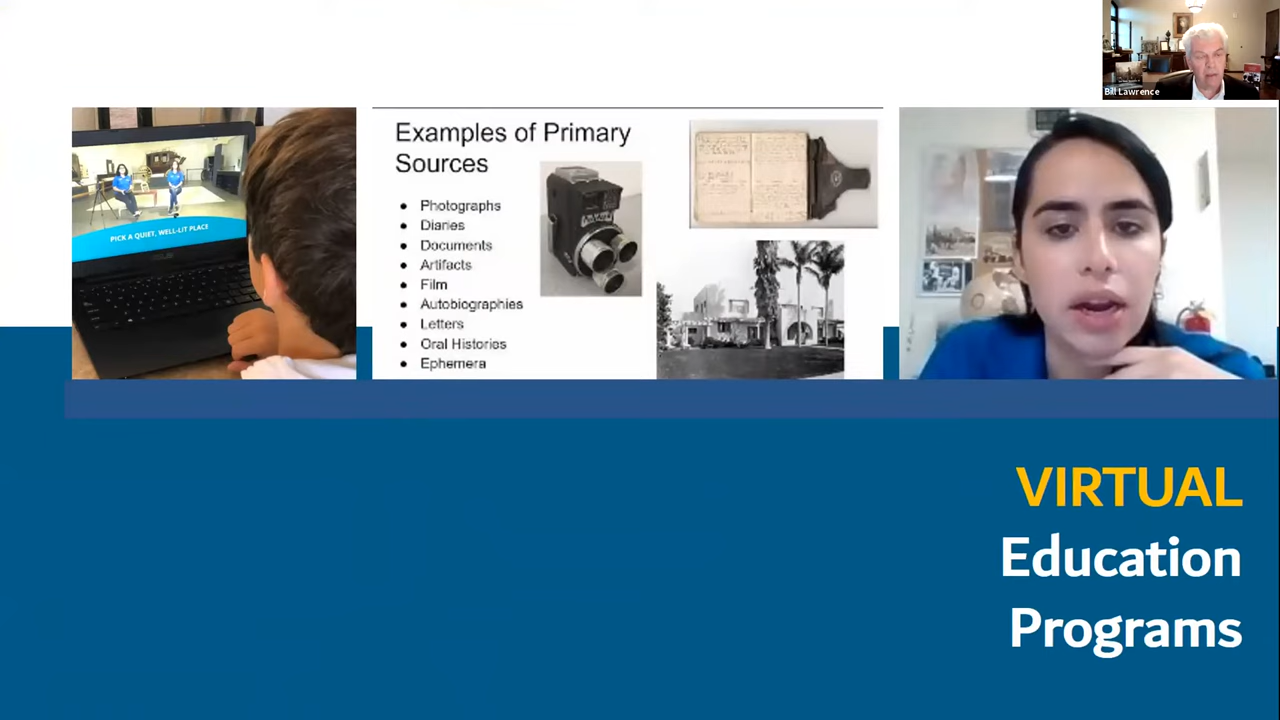 Bill Lawrence
PICK A QUIET, WELL-LIT PLACE
Examples of Primary
Sources
● Photographs
● Diaries
● Documents
● Artifacts
● Film
● Autobiographies
● Letters
● Oral Histories
● Ephemera
VIRTUAL
Education
Programs